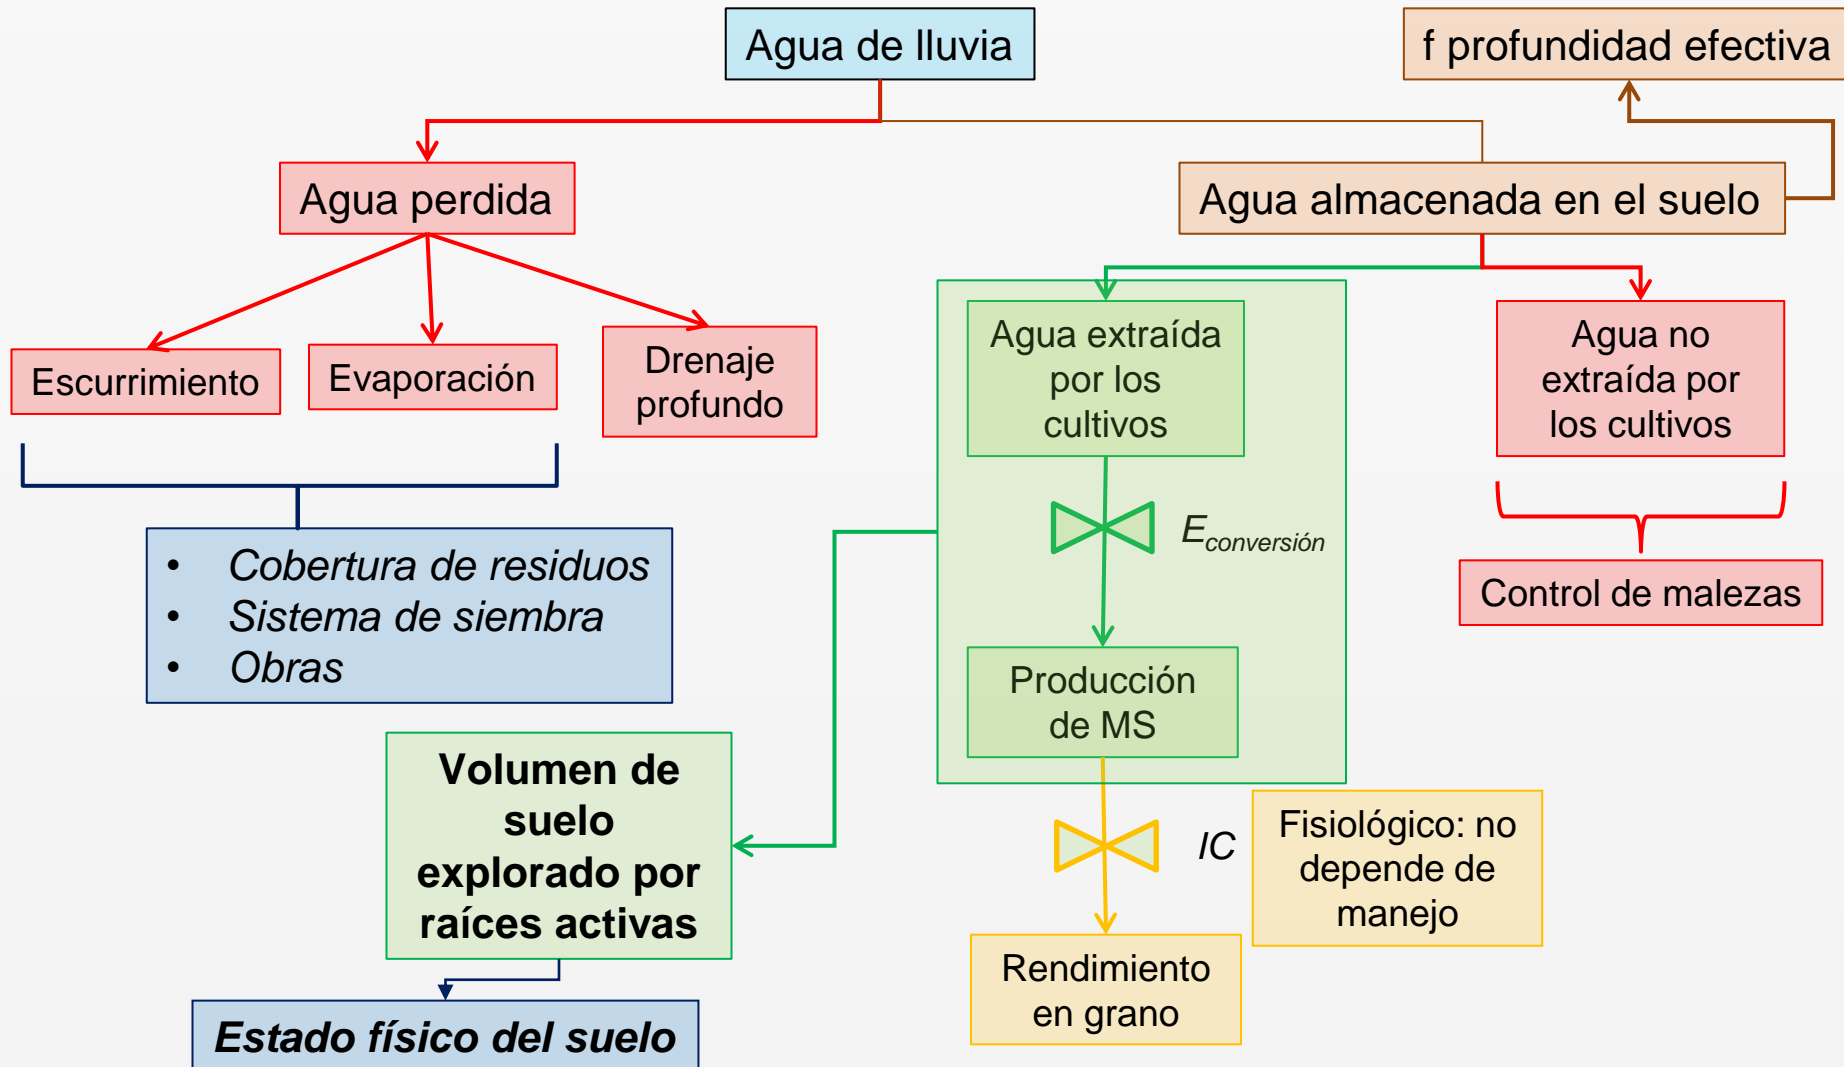 Agua de lluvia
f profundidad efectiva
Agua perdida
Agua almacenada en el suelo
Escurrimiento
Evaporación
Drenaje
profundo
Agua extraída
por los
cultivos
Agua no
extraída por
los cultivos
E conversión
• Cobertura de residuos
• Sistema de siembra
• Obras
Control de malezas
Producción
de MS
Volumen de
suelo
explorado por
raíces activas
IC
Fisiológico: no
depende de
manejo
Rendimiento
en grano
Estado físico del suelo